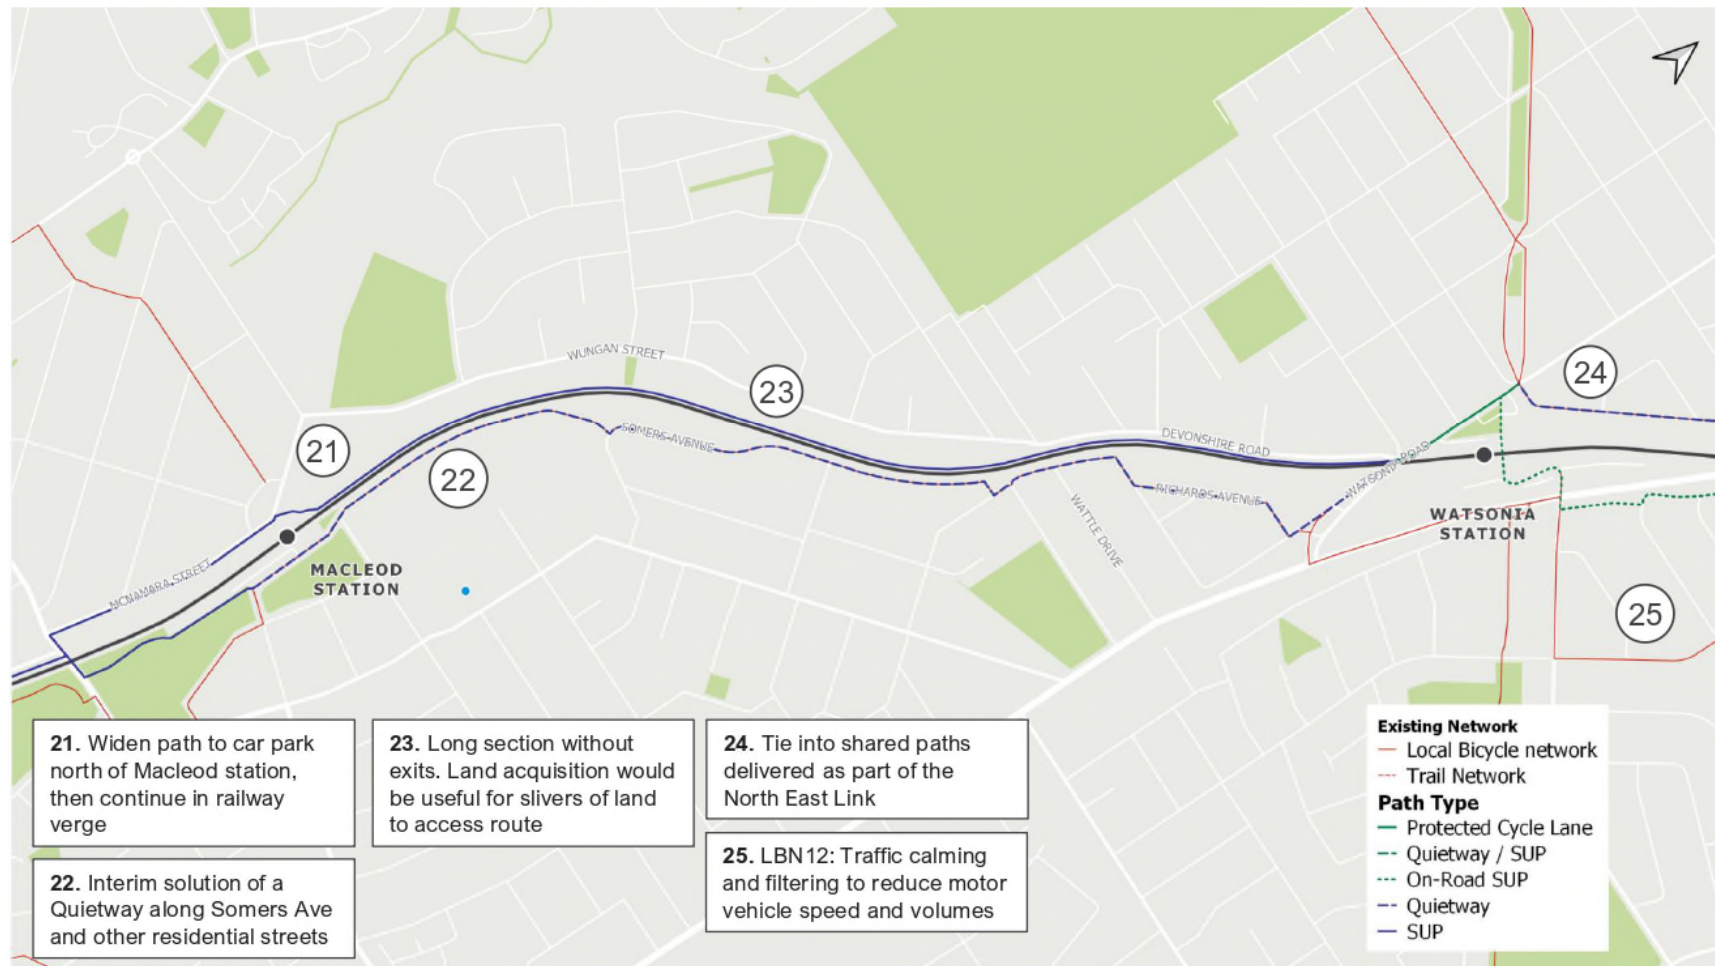 WUNGAN STREET
23
24
21
22
SOMERS AVENUE
DEVONSHIRE ROAD
WATSONIA ROAD
RICHARDS AVENUE
WATTLE DRIVE
WATSONIA
STATION
MACLEOD
STATION
MCNAMARA STREET
25
21. Widen path to car park
north of Macleod station,
then continue in railway
verge
22. Interim solution of a
Quietway along Somers Ave
and other residential streets
23. Long section without
exits. Land acquisition would
be useful for slivers of land
to access route
24. Tie into shared paths
delivered as part of the
North East Link
25. LBN12: Traffic calming
and filtering to reduce motor
vehicle speed and volumes
Existing Network
Local Bicycle network
Trail Network
Path Type
Protected Cycle Lane
Quietway / SUP
On-Road SUP
Quietway
SUP